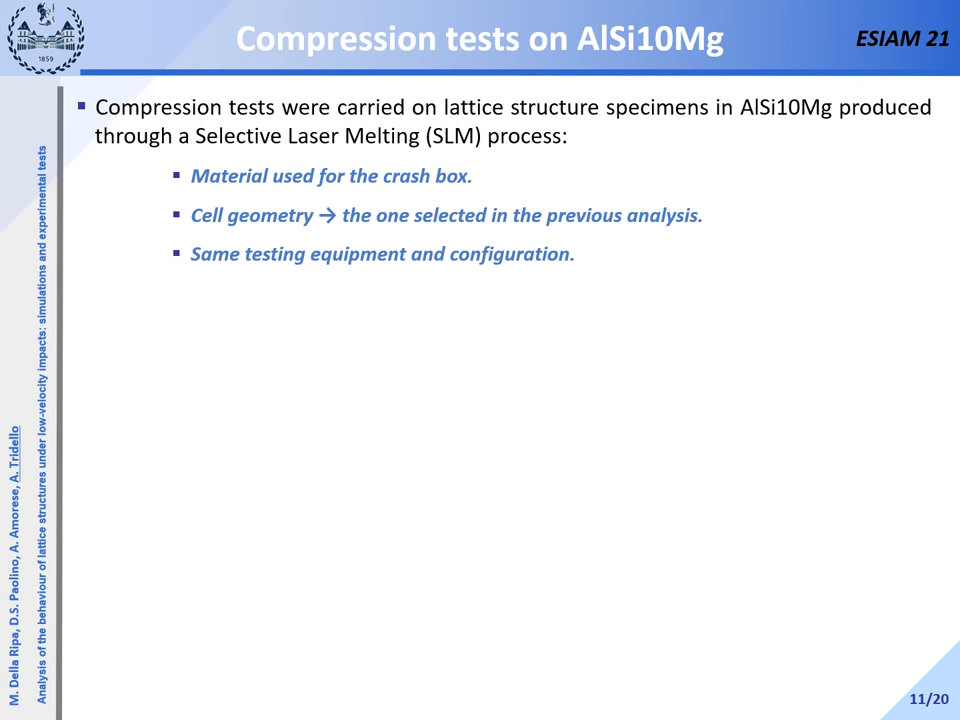 1859
Compression tests on AlSi10Mg
ESIAM 21
▪ Compression tests were carried on lattice structure specimens in AlSi10Mg produced
through a Selective Laser Melting (SLM) process:
▪ Material used for the crash box.
▪ Cell geometry → the one selected in the previous analysis.
▪ Same testing equipment and configuration.
M. Della Ripa, D.S. Paolino, A. Amorese, A. Tridello
Analysis of the behaviour of lattice structures under low-velocity impacts: simulations and experimental tests
11/20